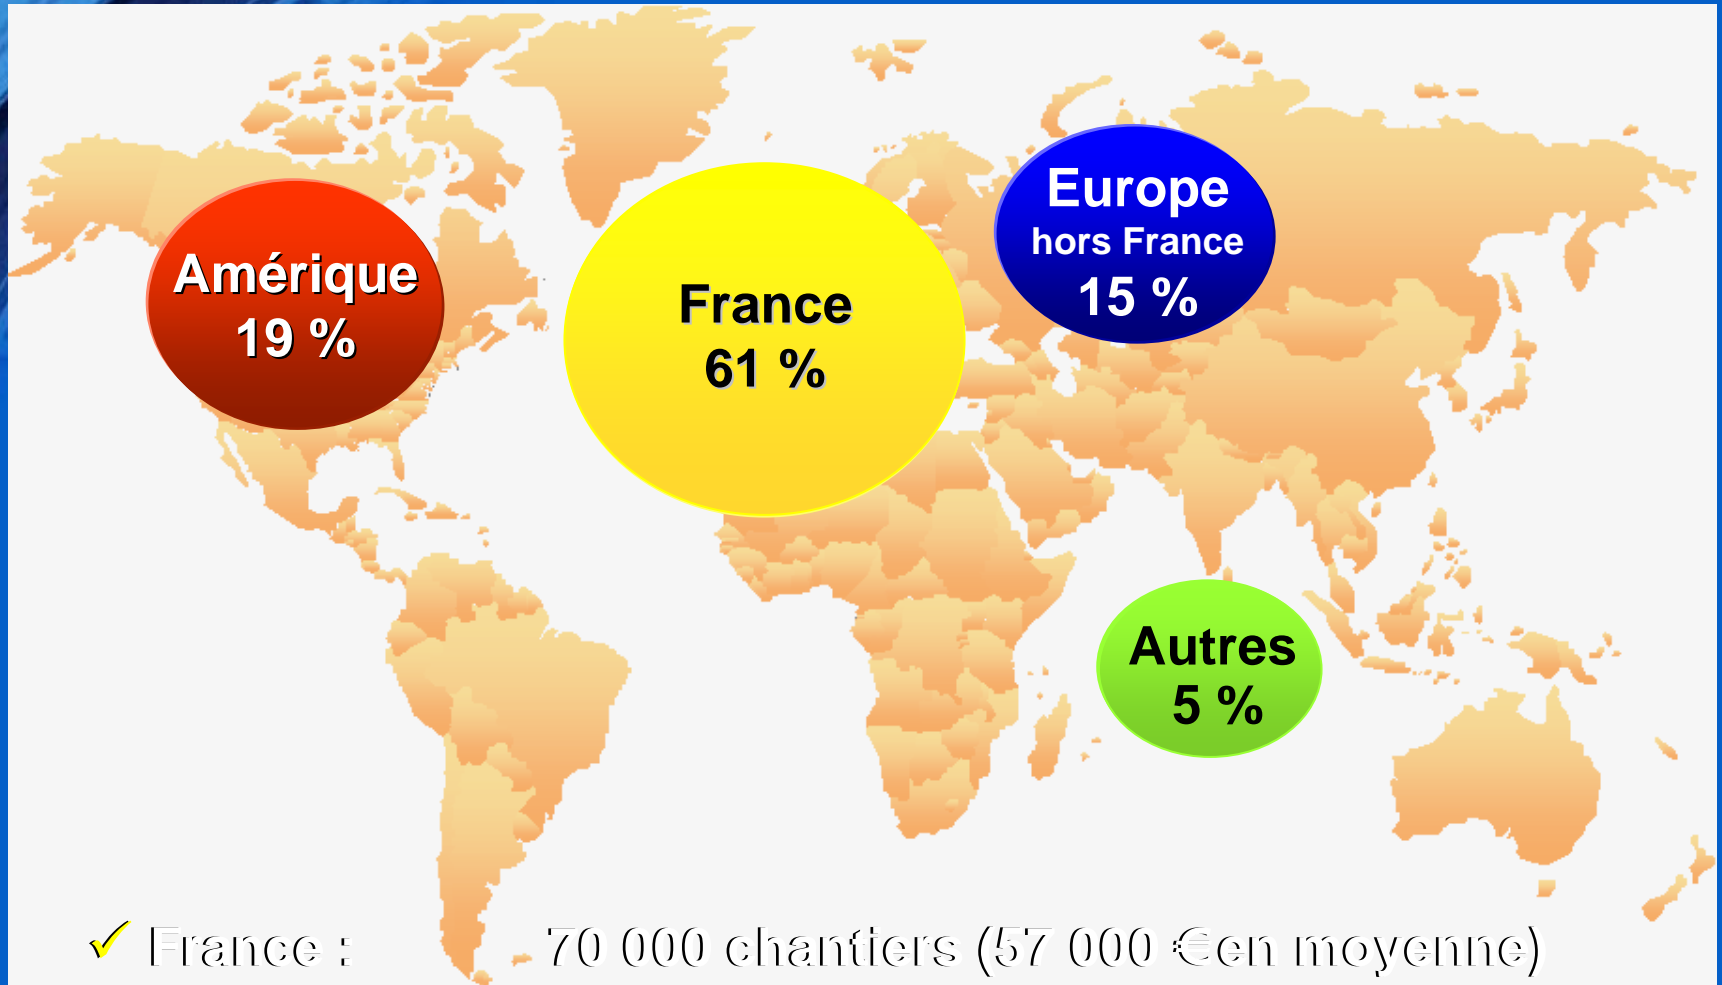 Amérique
19 %
France
61 %
Europe
hors France
15 %
Autres
5 %
France : 70 000 chantiers (57 000 €en moyenne)